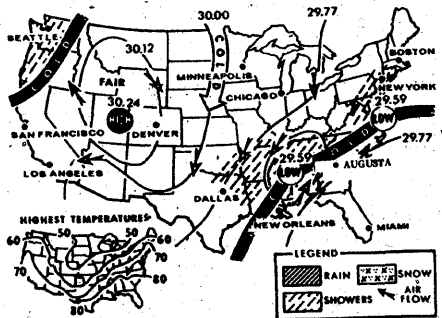 30.00
29.77
SEATTLE
COLD
30.12
FAIR
COLD
MINNEAPOLIS
BOSTON
NEW YORK
29.59
CHICAGO
30.24
HIGH
LOW
SAN FRANCISCO
DENVER
COLD
29.77
29.59
LOW
AUGUSTA
LOS ANGELES
DALLAS
HIGHEST TEMPERATURES
NEW ORLEANS
MIAMI
60
50
50
60
70
70
80
80
LEGEND
RAIN
SNOW
SHOWERS
AIR FLOW